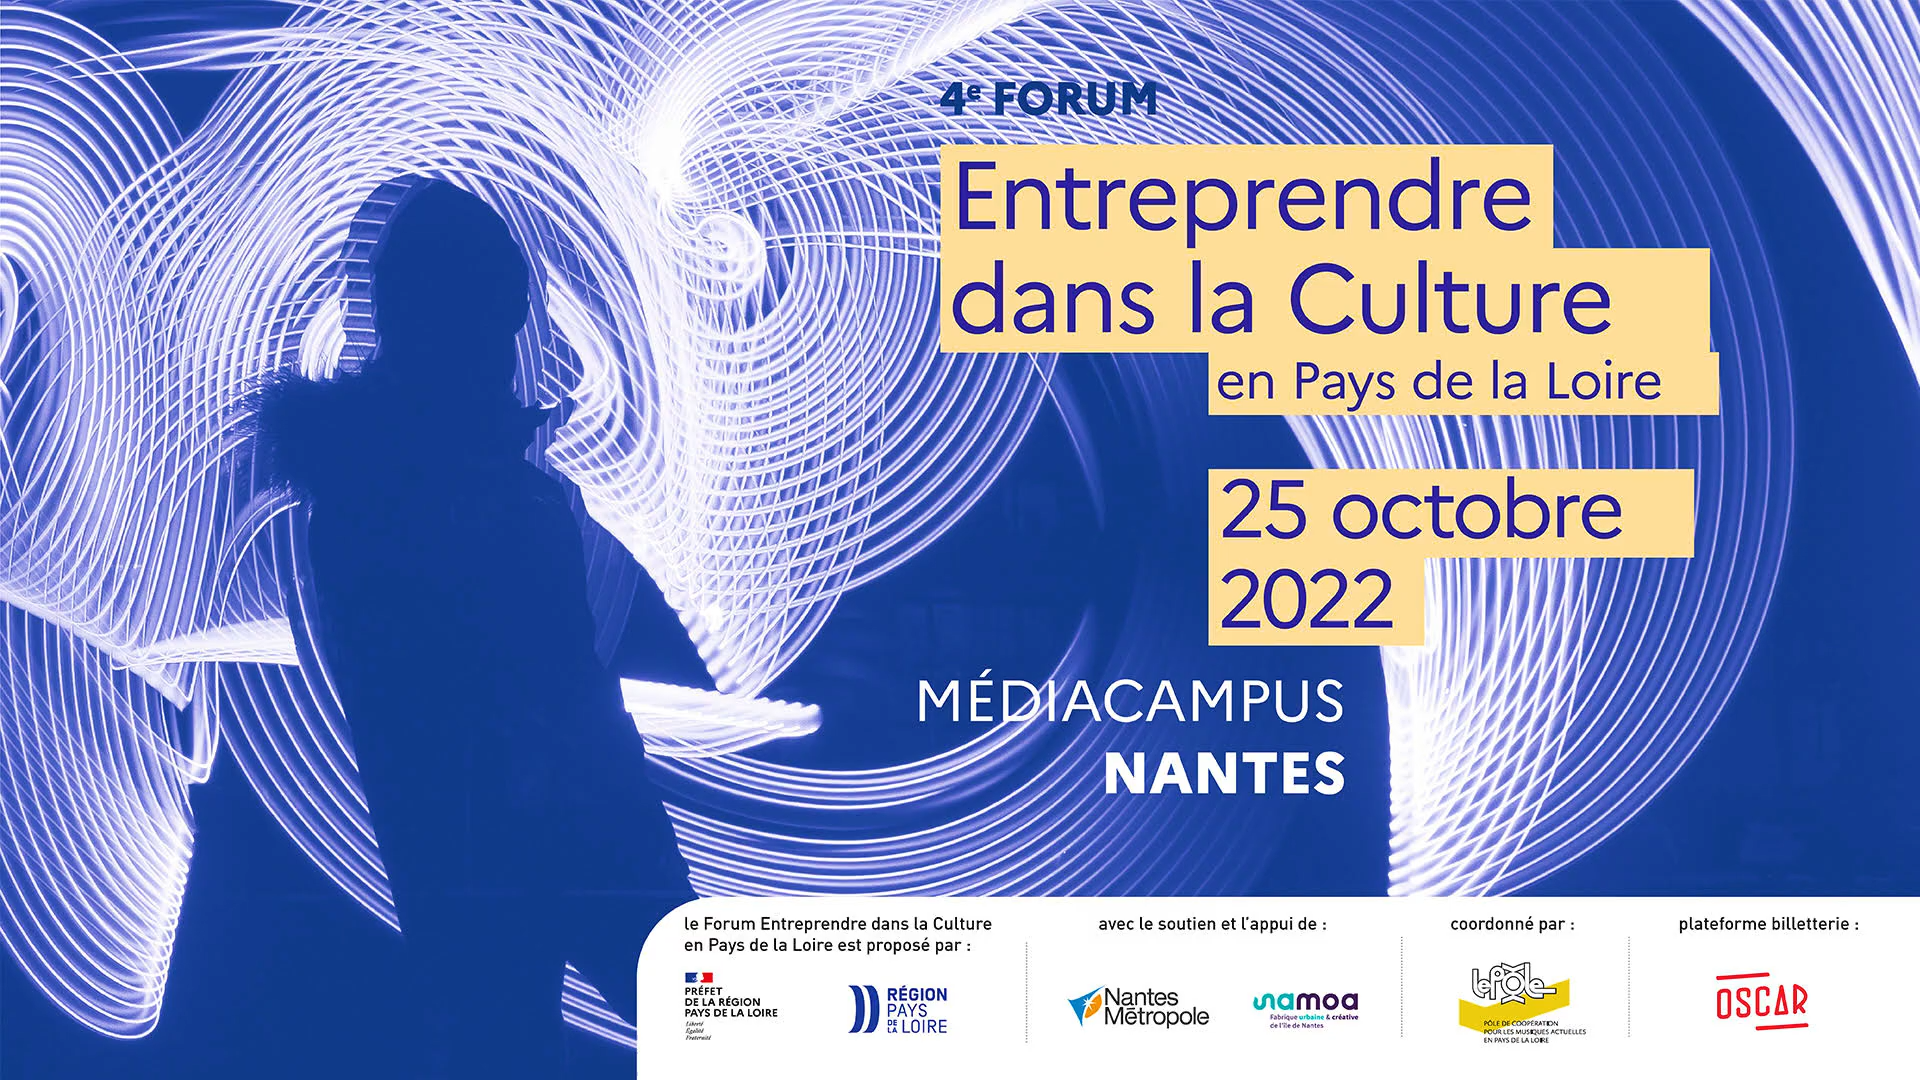 4e FORUM
Entreprendre
dans la Culture
en Pays de la Loire
25 octobre
2022
MÉDIACAMPUS
NANTES
le Forum Entreprendre dans la Culture
en Pays de la Loire est proposé par :
PRÉFET
DE LA RÉGION
PAYS DE LA LOIRE
Liberté
Égalité
Fraternité
RÉGION
PAYS
DE LA LOIRE
avec le soutien et l'appui de :
Nantes
Métropole
samoa
Fabrique urbaine & créative
de l'île de Nantes
coordonné par :
LePôle
PÔLE DE COOPÉRATION
POUR LES MUSIQUES ACTUELLES
EN PAYS DE LA LOIRE
plateforme billetterie :
OSCAR